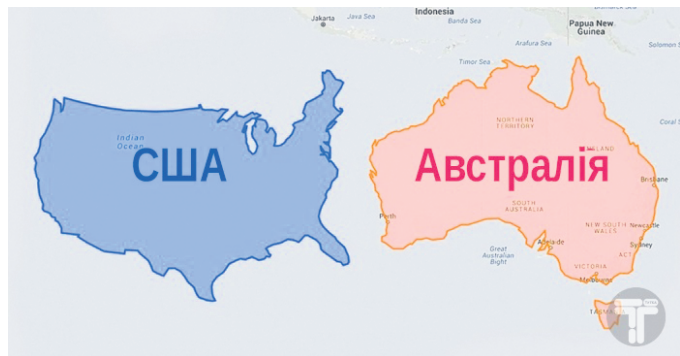 Indonesia
Jakarta
Java Sea
Banda Sea
Papua New
Guinea
Arafura Sea
Solomon S
Timor Sea
NORTHERN
TERRITORY
Coral S
Indian
Ocean
США
Австралія
Brisbane
SOUTH
AUSTRALIA
Perth
NEW SOUTH
WALES
Newcastle
Adelaide
Sydney
Great
Australian
Bight
ACT
VICTORIA
Melbourne